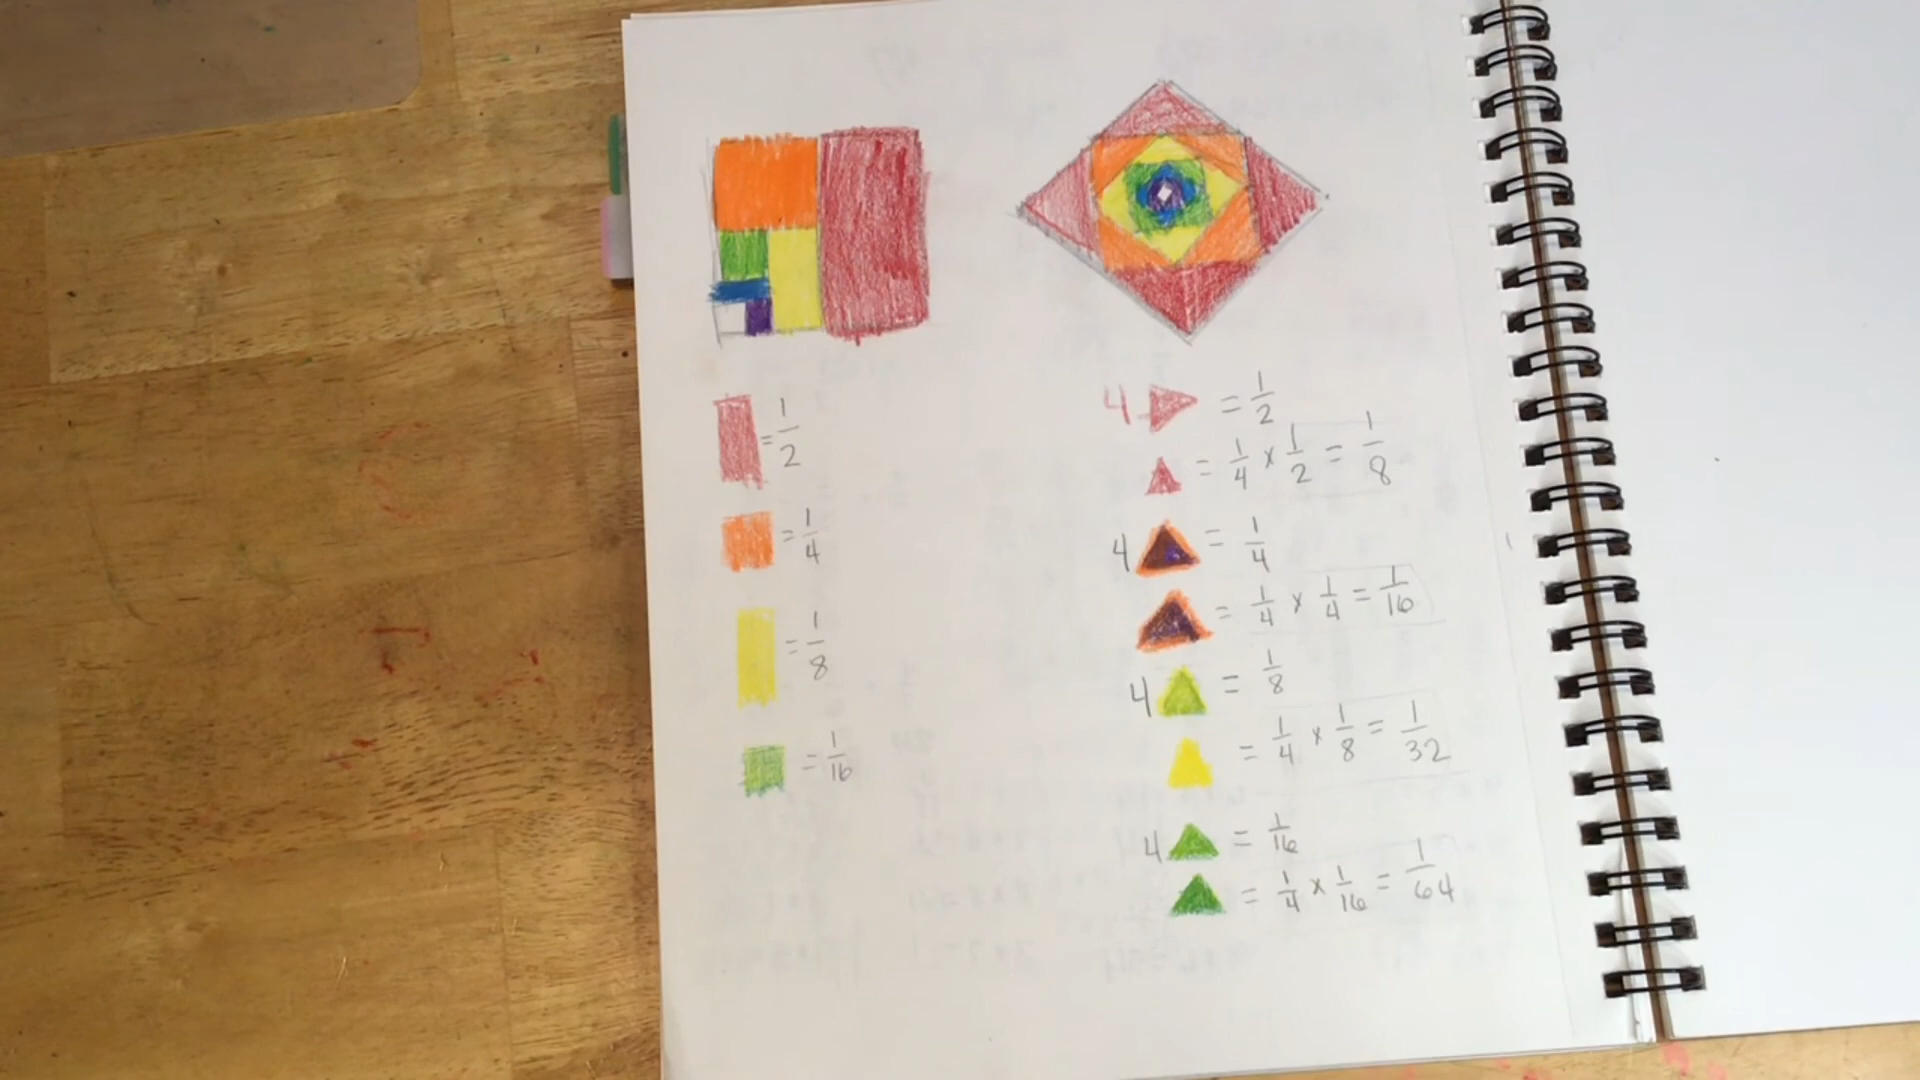 = 1/2
= 1/4
= 1/8
= 1/16
4 = 1/2
= 1/4 x 1/2 = 1/8
4 = 1/4
= 1/4 x 1/4 = 1/16
4 = 1/8
= 1/4 x 1/8 = 1/32
4 = 1/16
= 1/4 x 1/16 = 1/64